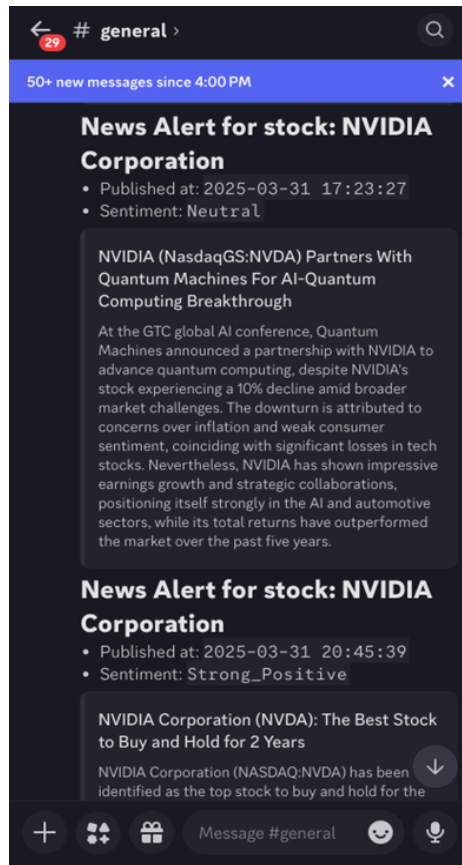 29
# general >
50+ new messages since 4:00 PM
News Alert for stock: NVIDIA
Corporation
• Published at: 2025-03-31 17:23:27
• Sentiment: Neutral
NVIDIA (NasdaqGS:NVDA) Partners With
Quantum Machines For AI-Quantum
Computing Breakthrough
At the GTC global AI conference, Quantum
Machines announced a partnership with NVIDIA to
advance quantum computing, despite NVIDIA's
stock experiencing a 10% decline amid broader
market challenges. The downturn is attributed to
concerns over inflation and weak consumer
sentiment, coinciding with significant losses in tech
stocks. Nevertheless, NVIDIA has shown impressive
earnings growth and strategic collaborations,
positioning itself strongly in the AI and automotive
sectors, while its total returns have outperformed
the market over the past five years.
News Alert for stock: NVIDIA
Corporation
• Published at: 2025-03-31 20:45:39
• Sentiment: Strong_Positive
NVIDIA Corporation (NVDA): The Best Stock
to Buy and Hold for 2 Years
NVIDIA Corporation (NASDAQ:NVDA) has been
identified as the top stock to buy and hold for the
Message #general